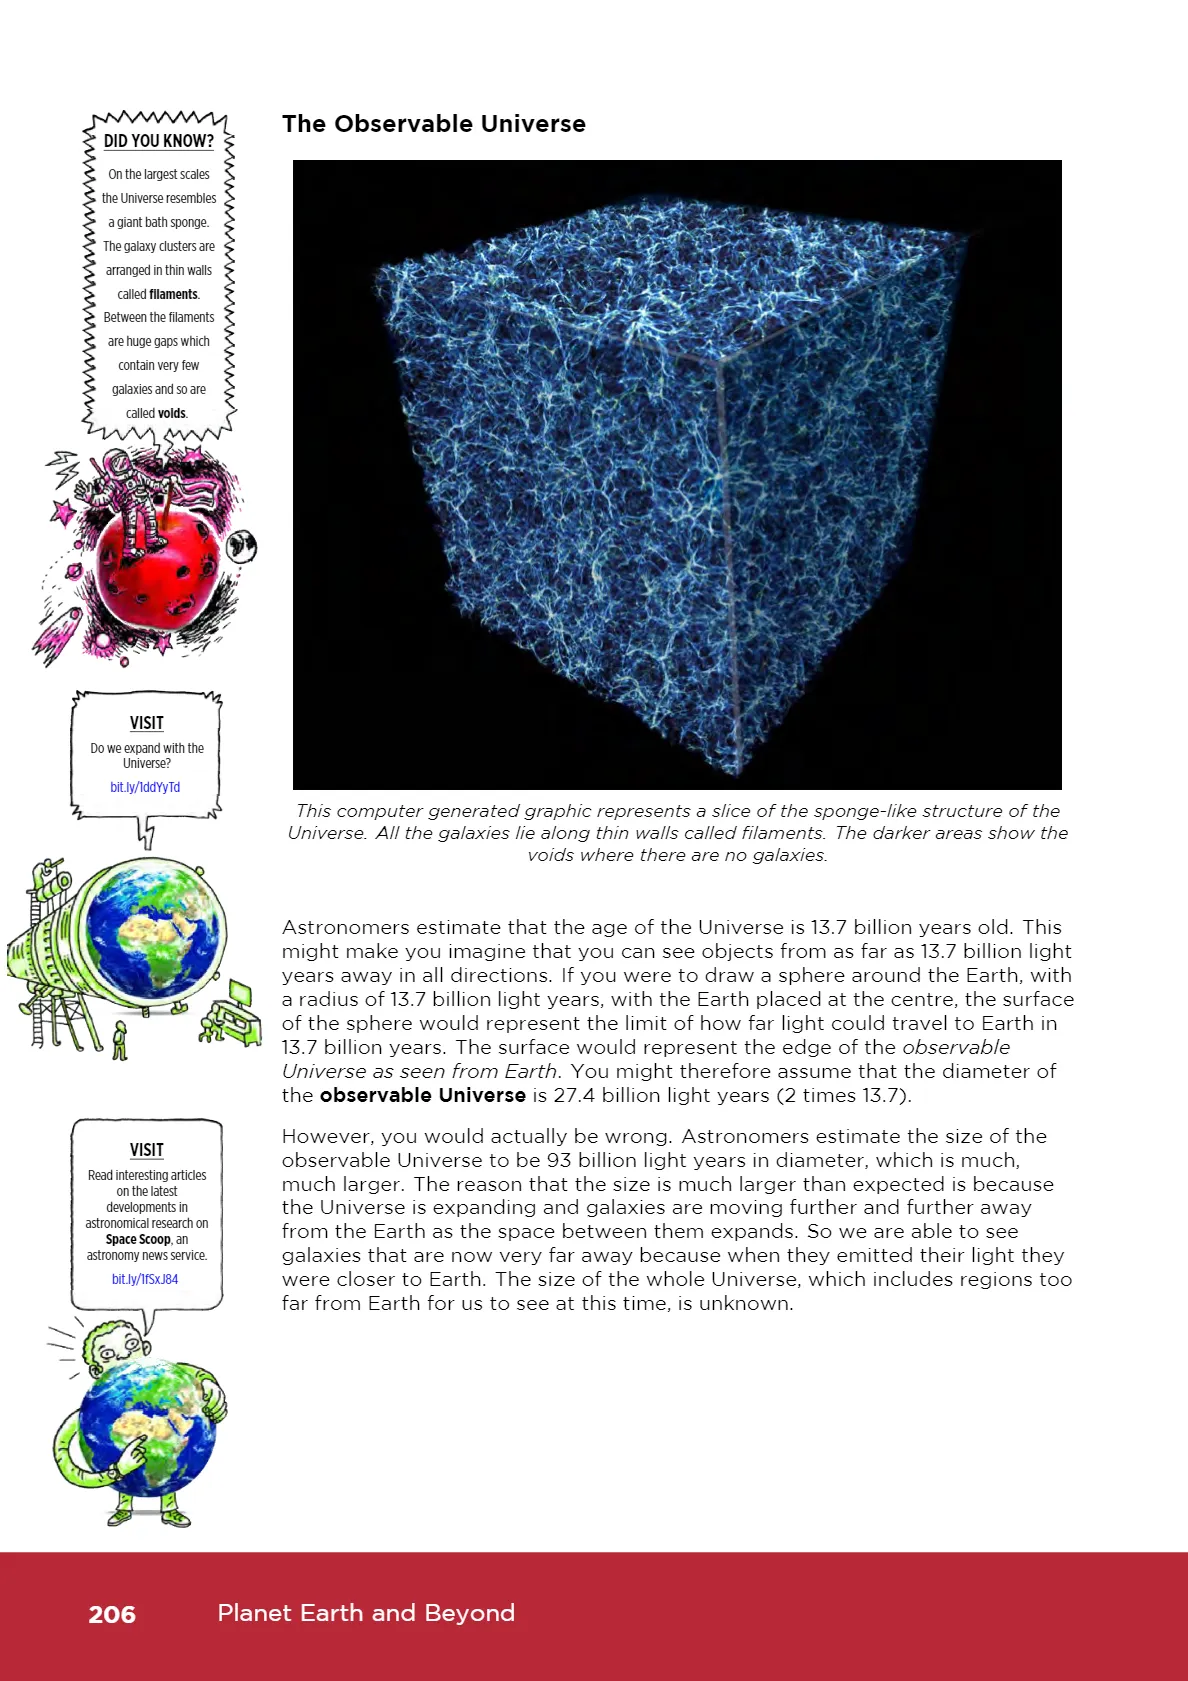 The Observable Universe
DID YOU KNOW?
On the largest scales
the Universe resembles
a giant bath sponge.
The galaxy clusters are
arranged in thin walls
called filaments.
Between the filaments
are huge gaps which
contain very few
galaxies and so are
called voids.
VISIT
Do we expand with the
Universe?
bit.ly/1ddYyTd
VISIT
Read interesting articles
on the latest
developments in
astronomical research on
Space Scoop, an
astronomy news service.
bit.ly/1fSxJ84
This computer generated graphic represents a slice of the sponge-like structure of the
Universe. All the galaxies lie along thin walls called filaments. The darker areas show the
voids where there are no galaxies.
Astronomers estimate that the age of the Universe is 13.7 billion years old. This
might make you imagine that you can see objects from as far as 13.7 billion light
years away in all directions. If you were to draw a sphere around the Earth, with
a radius of 13.7 billion light years, with the Earth placed at the centre, the surface
of the sphere would represent the limit of how far light could travel to Earth in
13.7 billion years. The surface would represent the edge of the observable
Universe as seen from Earth. You might therefore assume that the diameter of
the observable Universe is 27.4 billion light years (2 times 13.7).
However, you would actually be wrong. Astronomers estimate the size of the
observable Universe to be 93 billion light years in diameter, which is much,
much larger. The reason that the size is much larger than expected is because
the Universe is expanding and galaxies are moving further and further away
from the Earth as the space between them expands. So we are able to see
galaxies that are now very far away because when they emitted their light they
were closer to Earth. The size of the whole Universe, which includes regions too
far from Earth for us to see at this time, is unknown.
206 Planet Earth and Beyond